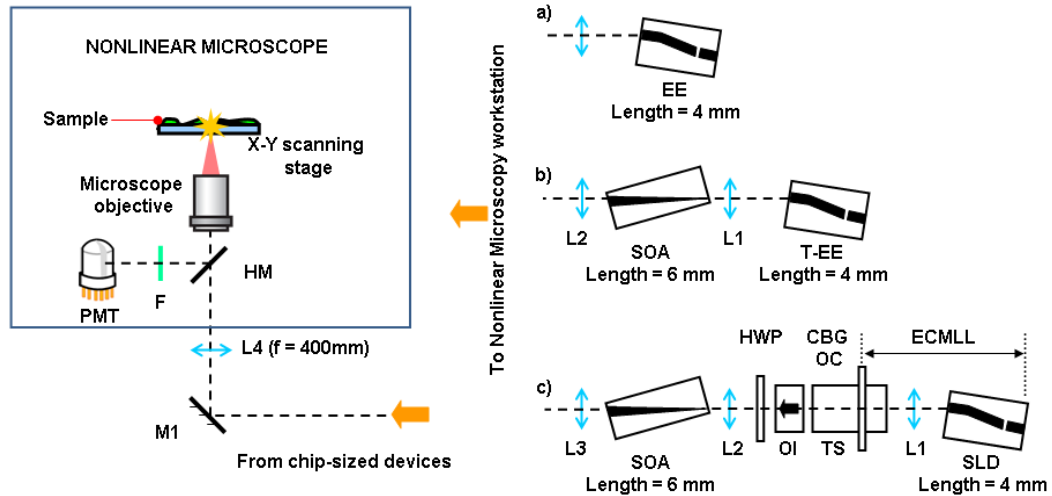 NONLINEAR MICROSCOPE
Sample
X-Y scanning
stage
Microscope
objective
HM
F
PMT
L4 (f = 400mm)
M1
From chip-sized devices
To Nonlinear Microscopy workstation
a)
EE
Length = 4 mm
b)
L2
SOA
Length = 6 mm
L1
T-EE
Length = 4 mm
c)
HWP
CBG
OC
ECMLL
L3
SOA
Length = 6 mm
L2
OI
TS
L1
SLD
Length = 4 mm